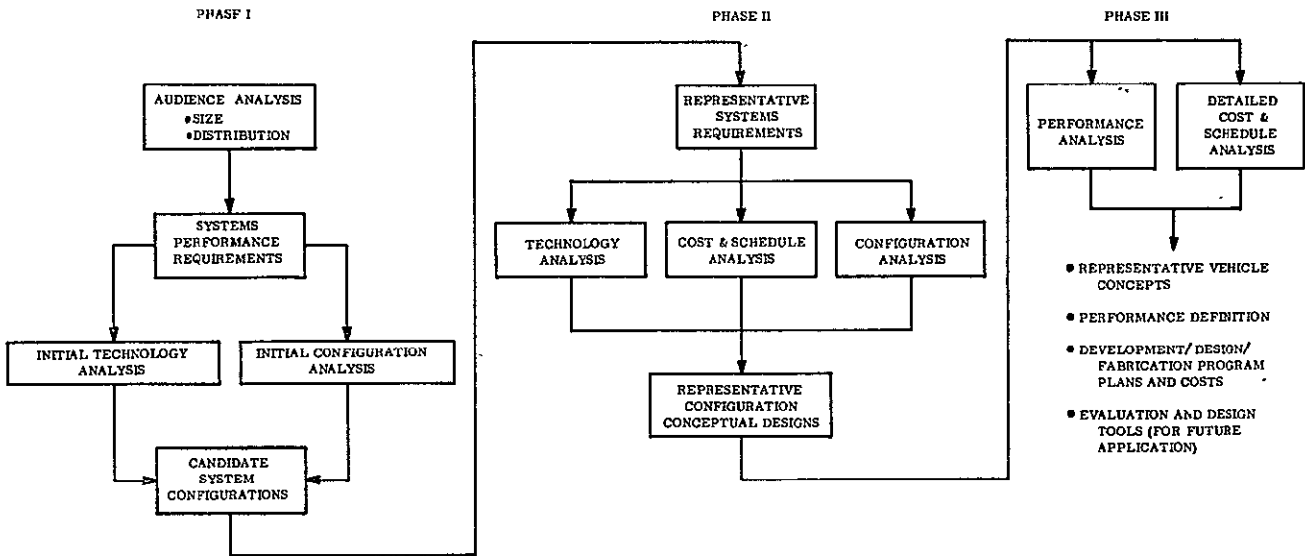 PHASF I
AUDIENCE ANALYSIS
•SIZE
•DISTRIBUTION
SYSTEMS
PERFORMANCE
REQUIREMENTS
INITIAL TECHNOLOGY
ANALYSIS
INITIAL CONFIGURATION
ANALYSIS
CANDIDATE
SYSTEM
CONFIGURATIONS
PHASE II
REPRESENTATIVE
SYSTEMS
REQUIREMENTS
TECHNOLOGY
ANALYSIS
COST & SCHEDULE
ANALYSIS
CONFIGURATION
ANALYSIS
REPRESENTATIVE
CONFIGURATION
CONCEPTUAL DESIGNS
PHASE III
PERFORMANCE
ANALYSIS
DETAILED
COST &
SCHEDULE
ANALYSIS
• REPRESENTATIVE VEHICLE
CONCEPTS
• PERFORMANCE DEFINITION
• DEVELOPMENT/DESIGN/
FABRICATION PROGRAM
PLANS AND COSTS
• EVALUATION AND DESIGN
TOOLS (FOR FUTURE
APPLICATION)